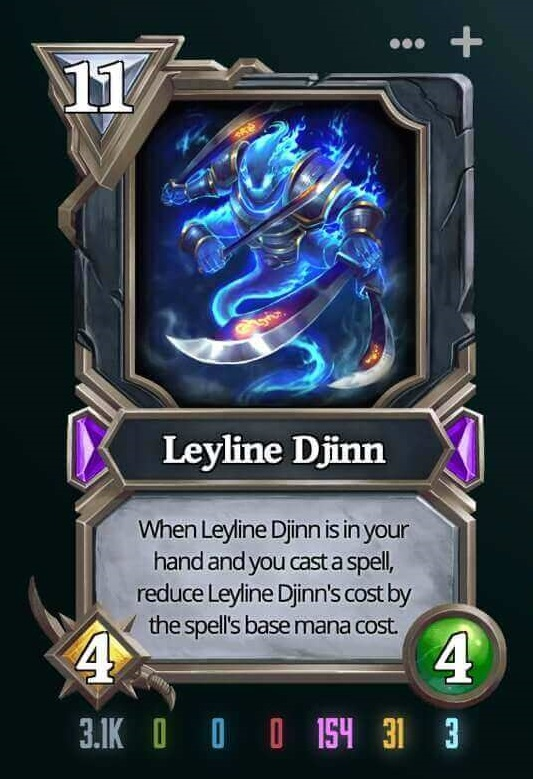 11
Leyline Djinn
When Leyline Djinn is in your
hand and you cast a spell,
reduce Leyline Djinn's cost by
the spell's base mana cost.
4 4
3.1K 0 0 0 154 31 3